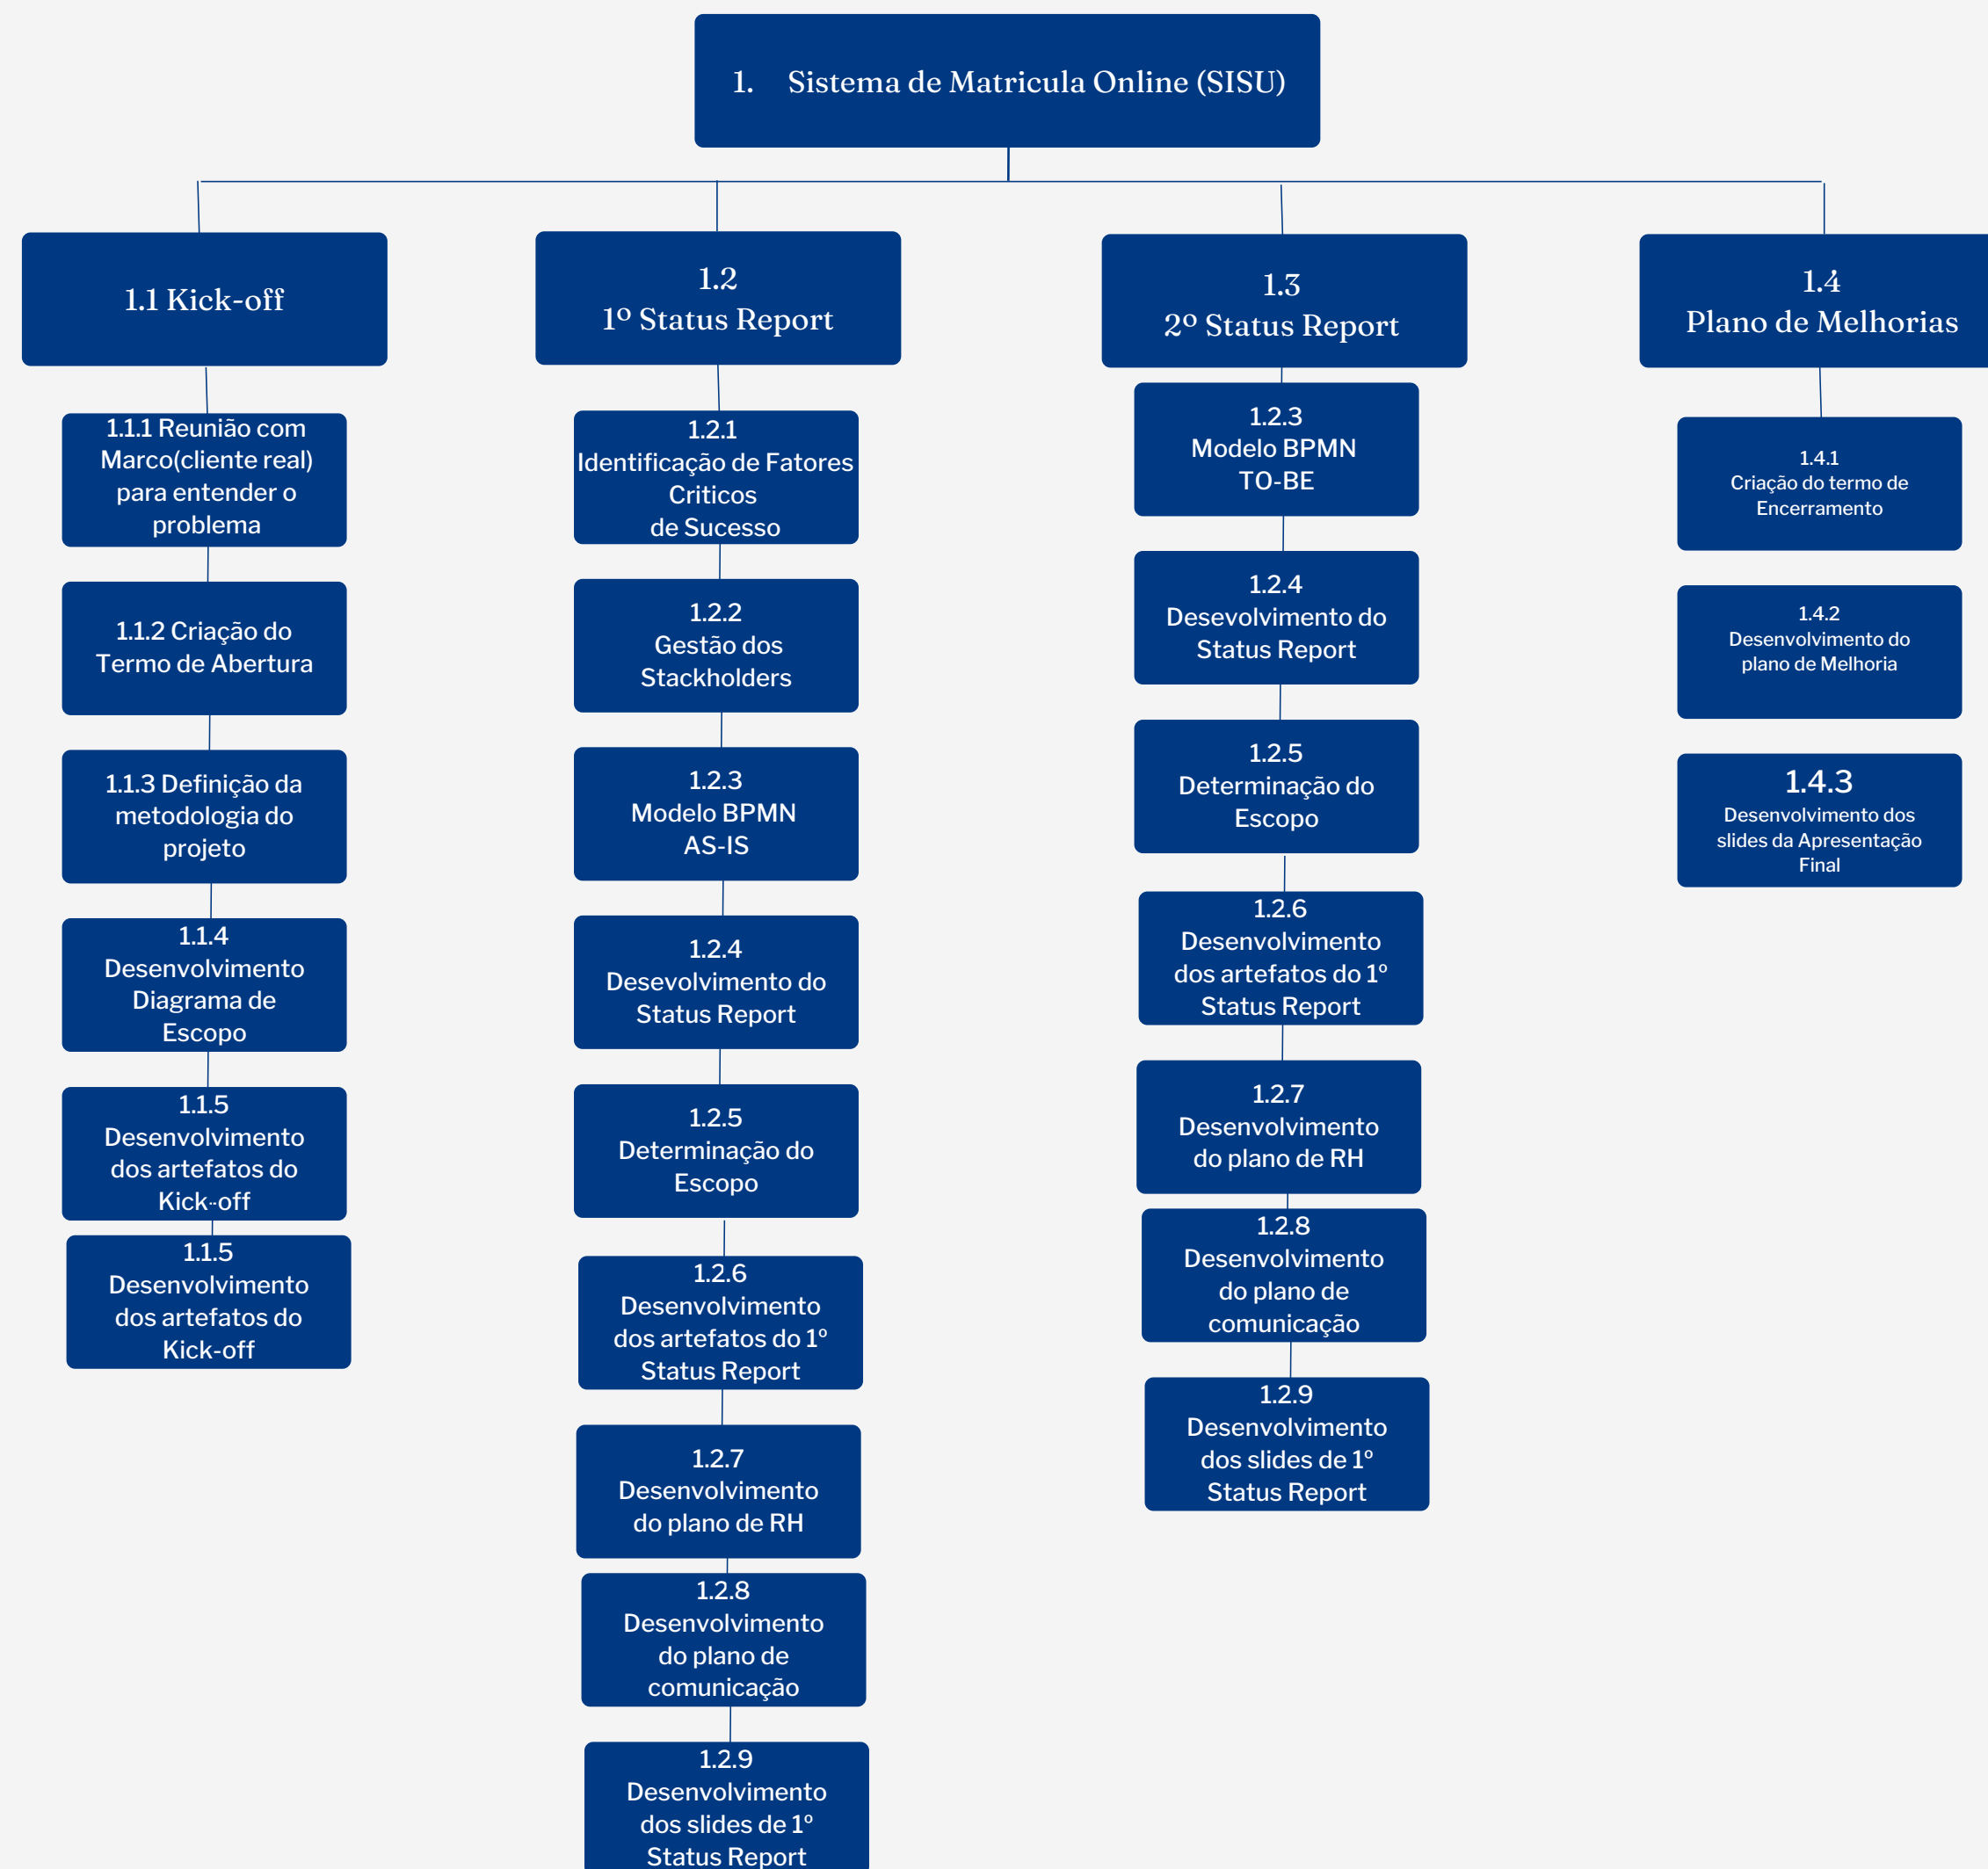 1. Sistema de Matricula Online (SISU)
1.1 Kick-off
1.1.1 Reunião com
Marco(cliente real)
para entender o
problema
1.1.2 Criação do
Termo de Abertura
1.1.3 Definição da
metodologia do
projeto
1.1.4
Desenvolvimento
Diagrama de
Escopo
1.1.5
Desenvolvimento
dos artefatos do
Kick-off
1.1.5
Desenvolvimento
dos artefatos do
Kick-off
1.2
1º Status Report
1.2.1
Identificação de Fatores
Criticos
de Sucesso
1.2.2
Gestão dos
Stackholders
1.2.3
Modelo BPMN
AS-IS
1.2.4
Desevolvimento do
Status Report
1.2.5
Determinação do
Escopo
1.2.6
Desenvolvimento
dos artefatos do 1º
Status Report
1.2.7
Desenvolvimento
do plano de RH
1.2.8
Desenvolvimento
do plano de
comunicação
1.2.9
Desenvolvimento
dos slides de 1º
Status Report
1.3
2º Status Report
1.2.3
Modelo BPMN
TO-BE
1.2.4
Desevolvimento do
Status Report
1.2.5
Determinação do
Escopo
1.2.6
Desenvolvimento
dos artefatos do 1º
Status Report
1.2.7
Desenvolvimento
do plano de RH
1.2.8
Desenvolvimento
do plano de
comunicação
1.2.9
Desenvolvimento
dos slides de 1º
Status Report
1.4
Plano de Melhorias
1.4.1
Criação do termo de
Encerramento
1.4.2
Desenvolvimento do
plano de Melhoria
1.4.3
Desenvolvimento dos
slides da Apresentação
Final